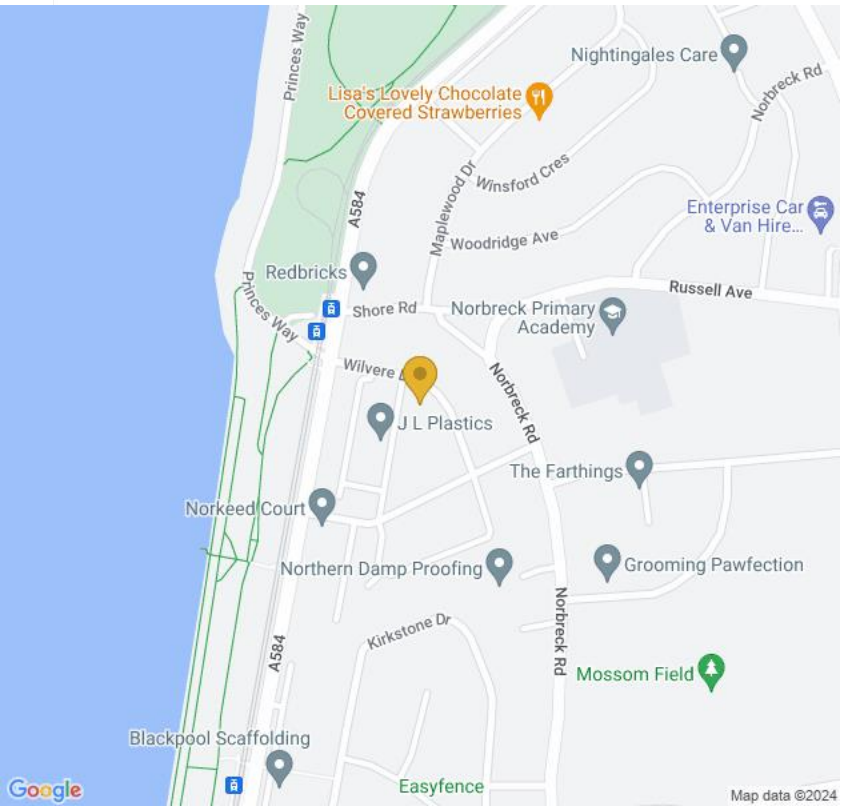 Princes Way
Nightingales Care
Norbreck Rd
Lisa's Lovely Chocolate
Covered Strawberries
A584
Maplewood Dr
Winsford Cres
Enterprise Car
& Van Hire...
Woodridge Ave
Redbricks
Princes Way
Shore Rd
Russell Ave
Norbreck Primary
Academy
Wilvere
Norbreck Rd
J L Plastics
The Farthings
Norkeed Court
Northern Damp Proofing
Grooming Pawfection
Norbreck Rd
Kirkstone Dr
A584
Mossom Field
Blackpool Scaffolding
Easyfence
Google
Map data ©2024